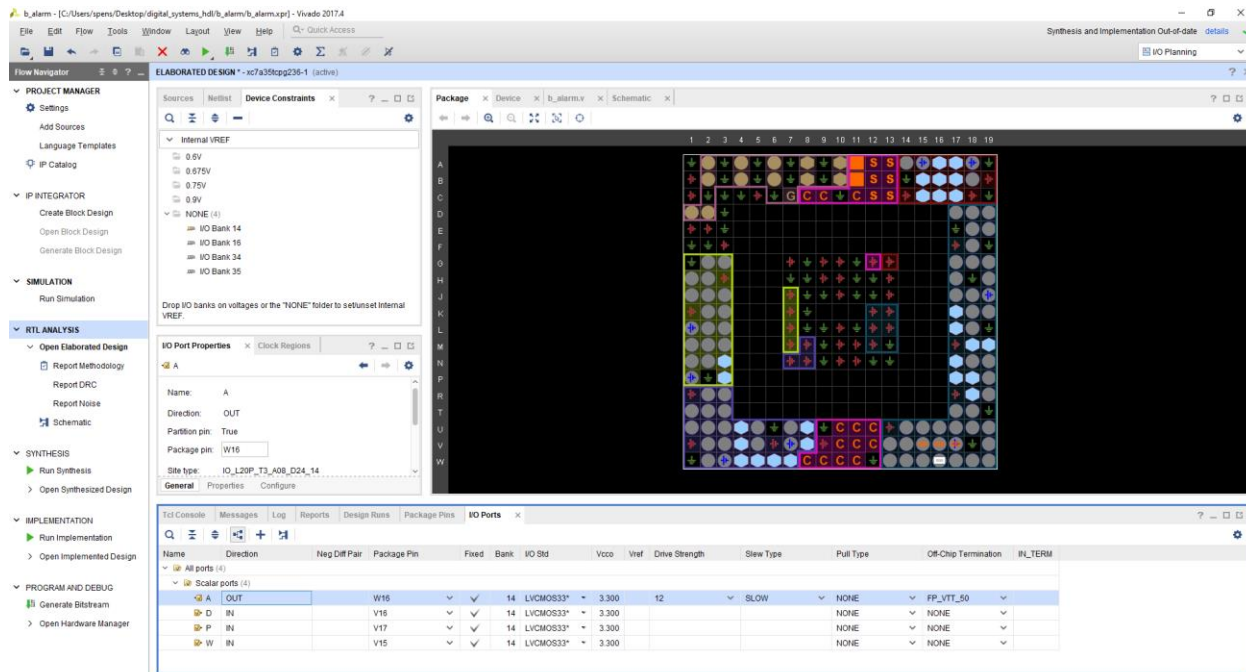 b_alarm - [C:/Users/spens/Desktop/digital_systems_hdl/b_alarm/b_alarm.xpr] - Vivado 2017.4
File Edit Flow Tools Window Layout View Help Q- Quick Access
Synthesis and Implementation Out-of-date details
I/O Planning
Flow Navigator
PROJECT MANAGER
Settings
Add Sources
Language Templates
IP Catalog
IP INTEGRATOR
Create Block Design
Open Block Design
Generate Block Design
SIMULATION
Run Simulation
RTL ANALYSIS
Open Elaborated Design
Report Methodology
Report DRC
Report Noise
Schematic
SYNTHESIS
Run Synthesis
Open Synthesized Design
IMPLEMENTATION
Run Implementation
Open Implemented Design
PROGRAM AND DEBUG
Generate Bitstream
Open Hardware Manager
ELABORATED DESIGN * - xc7a35tcpg236-1 (active)
Sources Netlist Device Constraints
Internal VREF
0.6V
0.675V
0.75V
0.9V
NONE (4)
I/O Bank 14
I/O Bank 16
I/O Bank 34
I/O Bank 35
Drop I/O banks on voltages or the "NONE" folder to set/unset Internal
VREF.
I/O Port Properties Clock Regions
A
Name: A
Direction: OUT
Partition pin: True
Package pin: W16
Site type: IO_L20P_T3_A08_D24_14
General Properties Configure
Package Device b_alarm.v Schematic
1 2 3 4 5 6 7 8 9 10 11 12 13 14 15 16 17 18 19
A S S
B S S
C G C C C S S
D
E
F
G
H
J
K
L
M
N
P
R
T
U C C C
V C C C
W C C C C
Tcl Console Messages Log Reports Design Runs Package Pins I/O Ports
Name Direction Neg Diff Pair Package Pin Fixed Bank I/O Std Vcco Vref Drive Strength Slew Type Pull Type Off-Chip Termination IN_TERM
All ports (4)
Scalar ports (4)
A OUT W16 14 LVCMOS33* 3.300 12 SLOW NONE FP_VTT_50
D IN V16 14 LVCMOS33* 3.300 NONE NONE
P IN V17 14 LVCMOS33* 3.300 NONE NONE
W IN V15 14 LVCMOS33* 3.300 NONE NONE